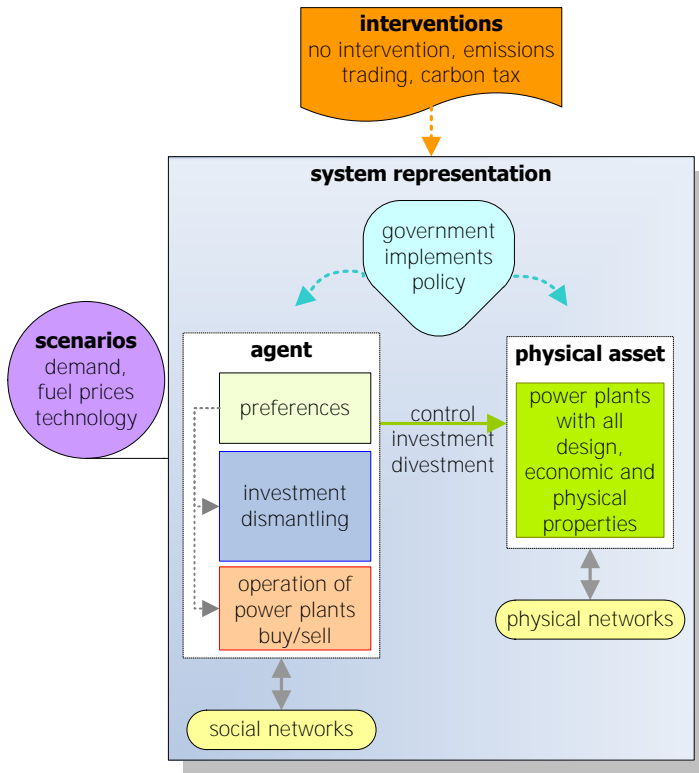 interventions
no intervention, emissions
trading, carbon tax
system representation
government
implements
policy
scenarios
demand,
fuel prices
technology
agent
preferences
investment
dismantling
operation of
power plants
buy/sell
control
investment
divestment
physical asset
power plants
with all
design,
economic and
physical
properties
physical networks
social networks